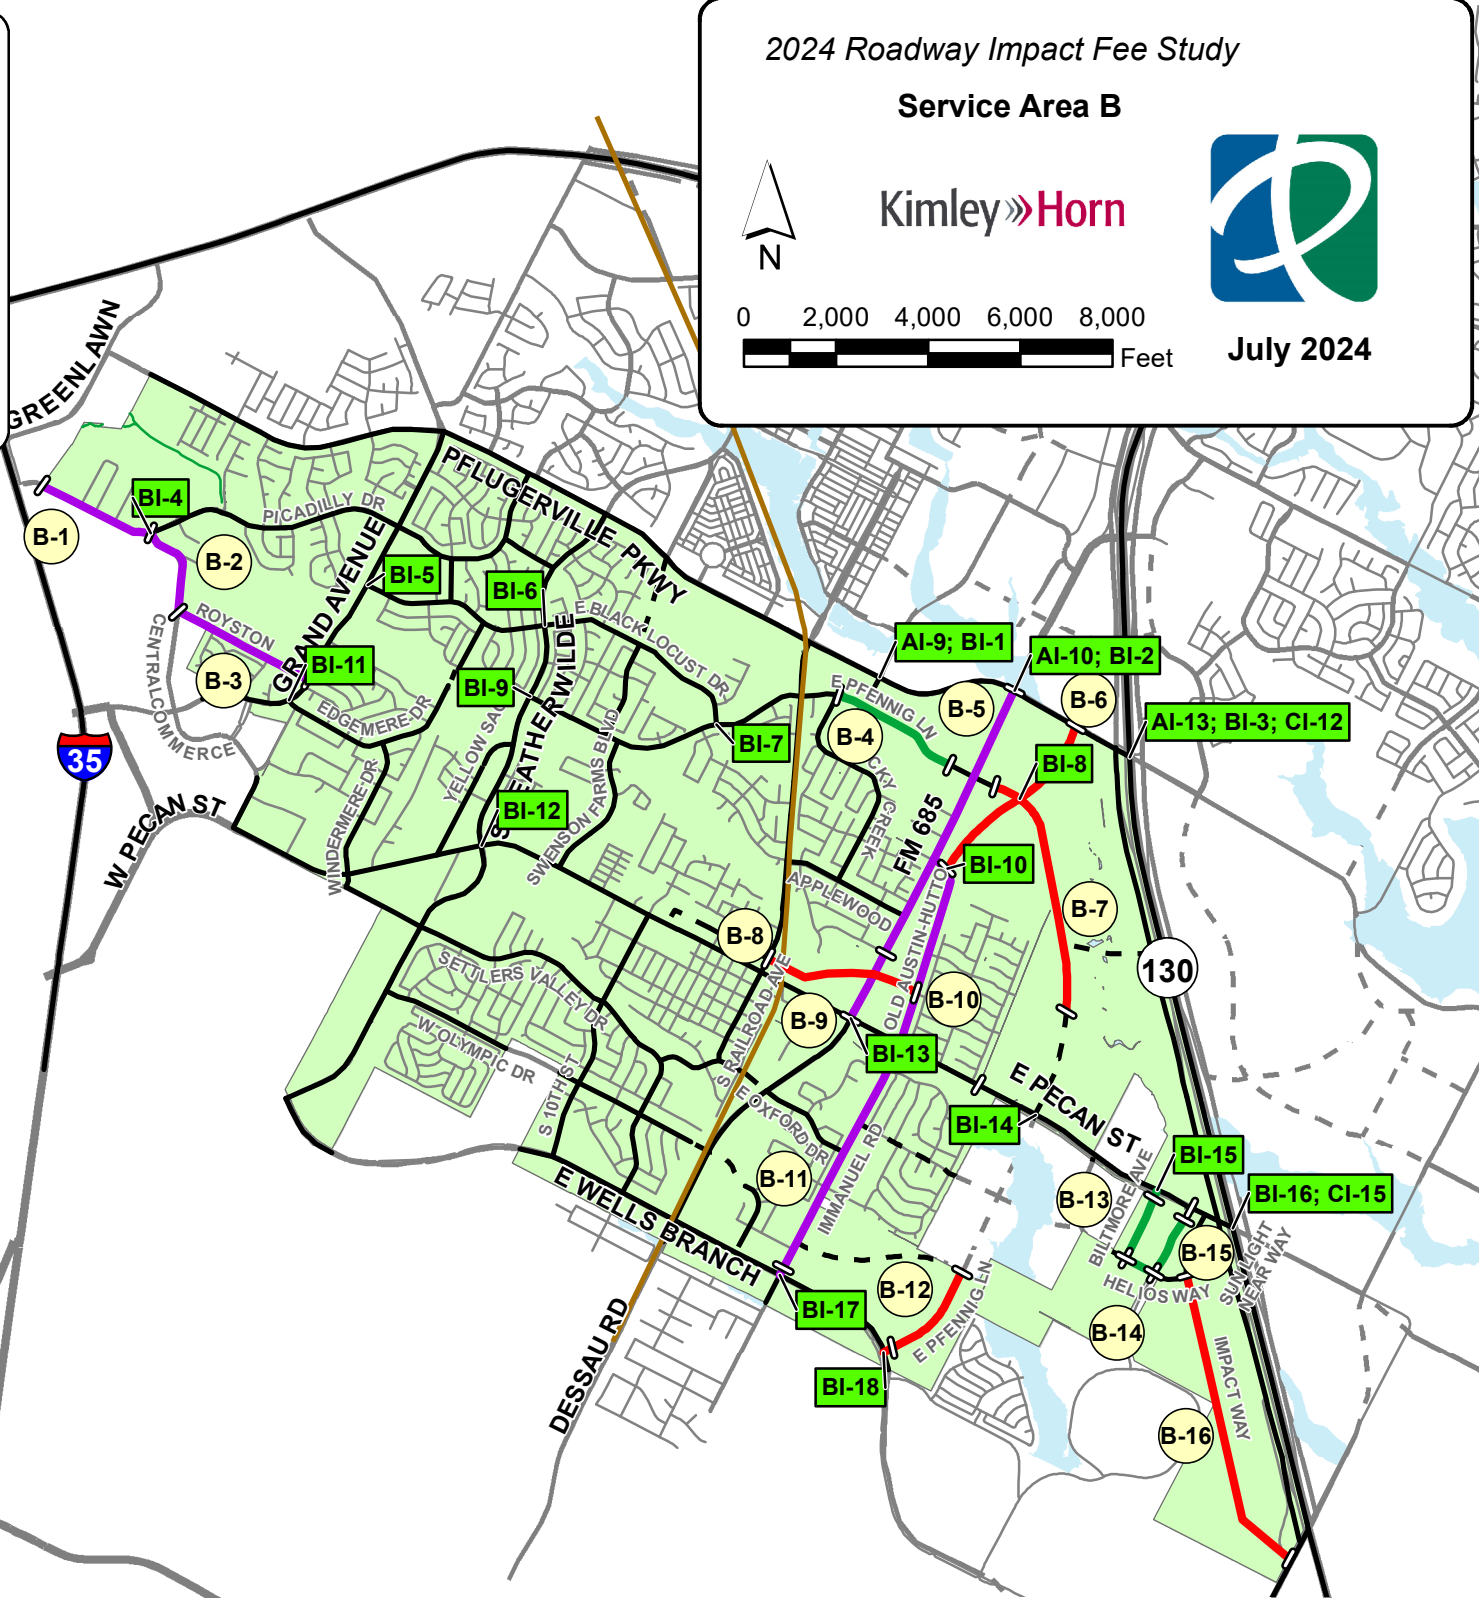 2024 Roadway Impact Fee Study
Service Area B
Kimley»Horn
N
0 2,000 4,000 6,000 8,000
Feet
July 2024
GREENLAWN
PFLUGERVILLE PKWY
BI-4
PICADILLY DR
B-1
B-2
GRAND AVENUE
BI-5
BI-6
E BLACK LOCUST DR
CENTRALCOMMERCE
ROYSTON
BI-11
B-3
EDGEMERE DR
BI-9
AI-9; BI-1
AI-10; BI-2
E PFENNIG LN
B-5
B-6
AI-13; BI-3; CI-12
B-4
BI-7
BI-8
35
YELLOW SAG
SWENSON FARMS BLVD
WINDERMERE DR
W PECAN ST
BI-12
FM 685
BI-10
APPLEWOOD
B-7
B-8
OLD AUSTIN-HUTTO
130
SETTLERS VALLEY DR
B-10
B-9
S RAILROAD AVE
W OLYMPIC DR
BI-13
E PECAN ST
S 10TH ST
E OXFORD DR
BI-14
BI-15
IMMANUEL RD
B-11
BILTMORE AVE
B-13
BI-16; CI-15
E WELLS BRANCH
B-15
SUN LIGHT
NEAR WAY
HELIOS WAY
B-12
BI-17
E PFENNIG LN
B-14
IMPACT WAY
DESSAU RD
BI-18
B-16